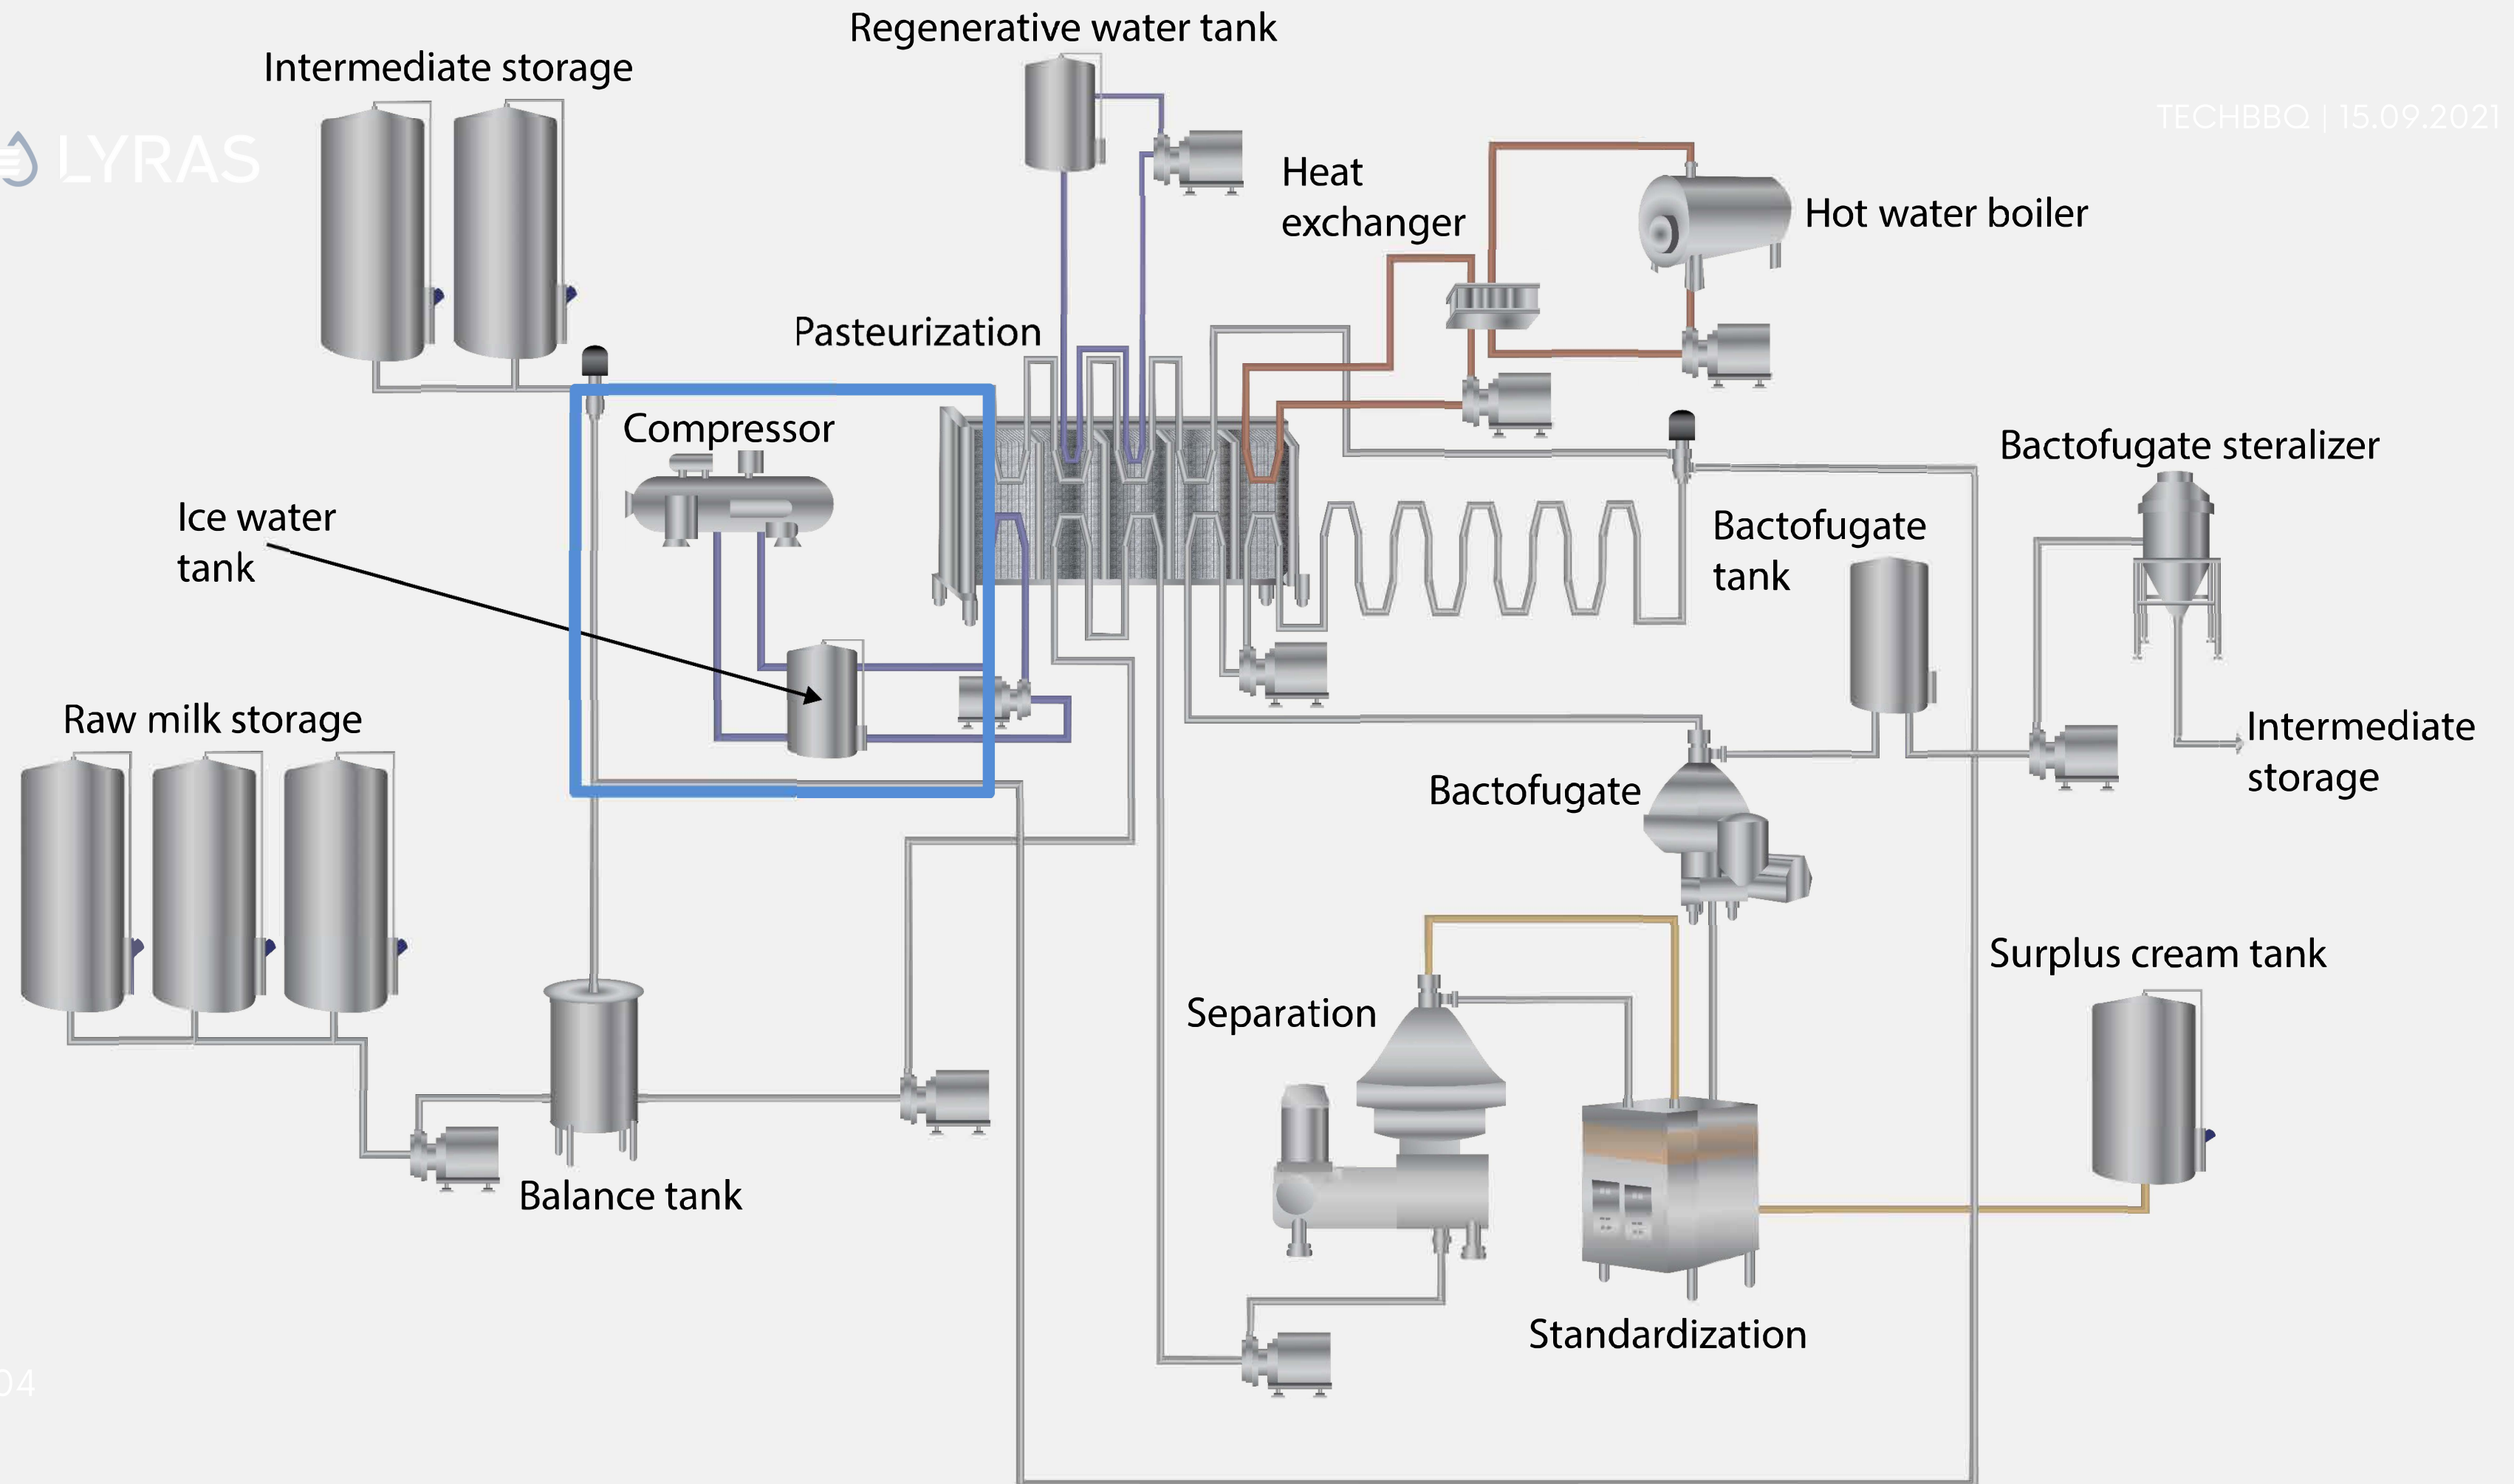 Regenerative water tank
Intermediate storage
TECHBBQ | 15.09.2021
LYRAS
Heat
exchanger
Hot water boiler
Pasteurization
Compressor
Bactofugate steralizer
Ice water
tank
Bactofugate
tank
Raw milk storage
Intermediate
storage
Bactofugate
Surplus cream tank
Separation
Balance tank
Standardization
04